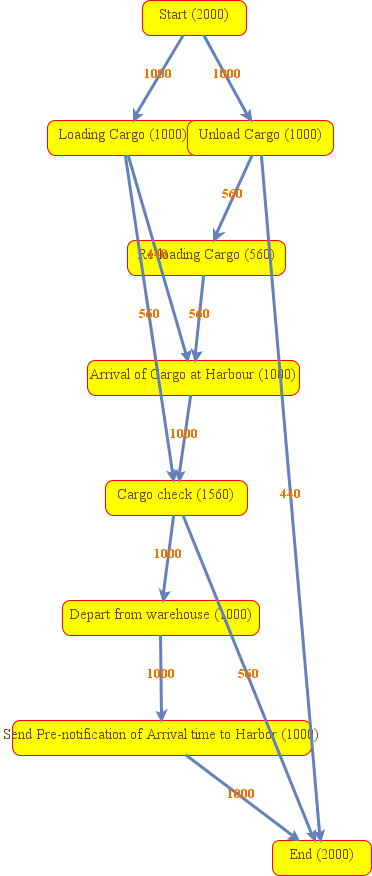 Start (2000)
1000
1000
Loading Cargo (1000)
Unload Cargo (1000)
560
Re-loading Cargo (560)
440
560
560
Arrival of Cargo at Harbour (1000)
1000
Cargo check (1560)
440
1000
Depart from warehouse (1000)
1000
560
Send Pre-notification of Arrival time to Harbor (1000)
1000
End (2000)